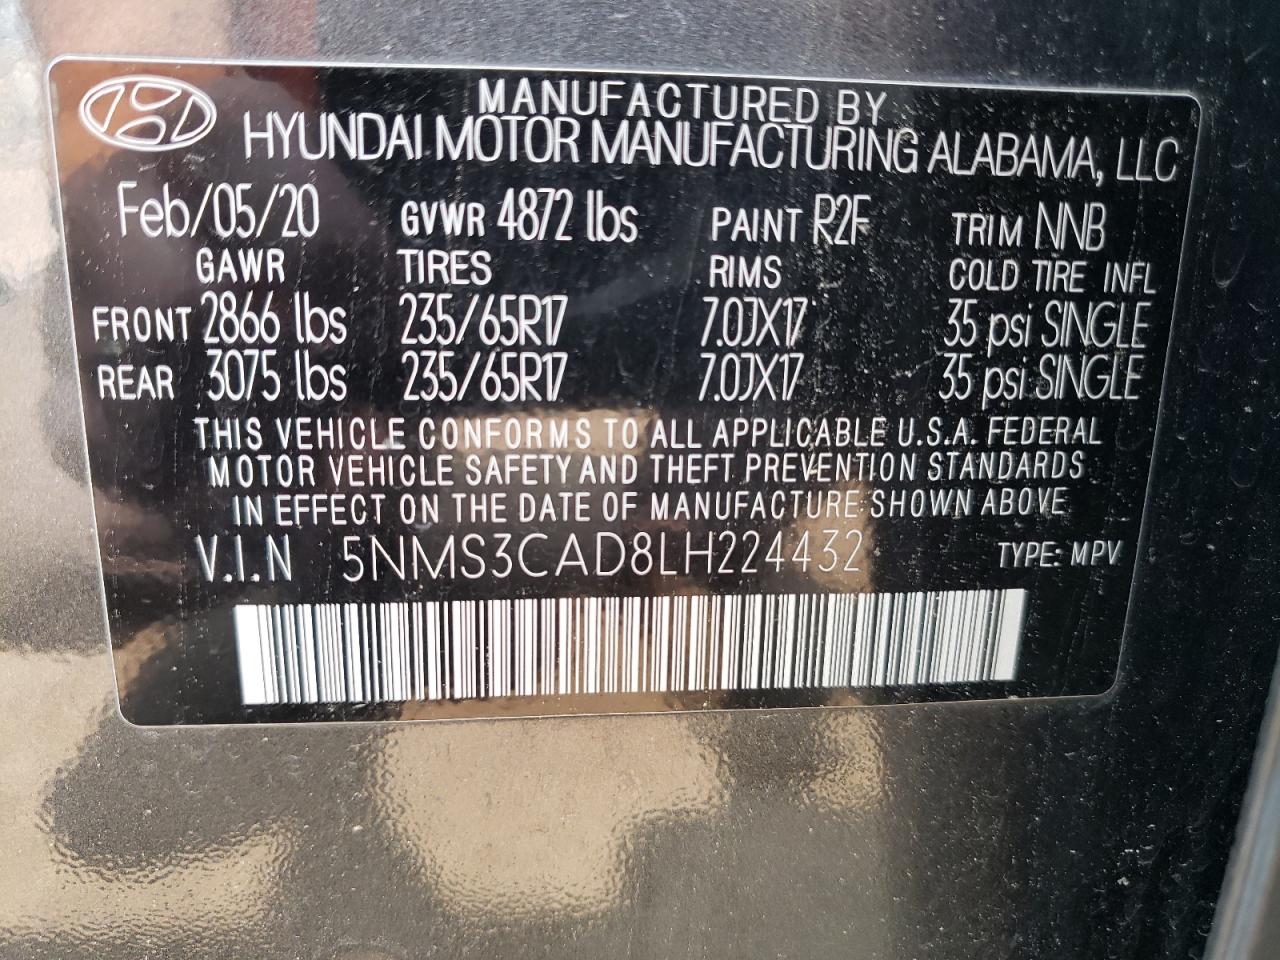 MANUFACTURED BY
HYUNDAI MOTOR MANUFACTURING ALABAMA, LLC
Feb/05/20 GVWR 4872 lbs PAINT R2F TRIM NNB
GAWR TIRES RIMS COLD TIRE INFL
FRONT 2866 lbs 235/65R17 7.0JX17 35 psi SINGLE
REAR 3075 lbs 235/65R17 7.0JX17 35 psi SINGLE
THIS VEHICLE CONFORMS TO ALL APPLICABLE U.S.A. FEDERAL
MOTOR VEHICLE SAFETY AND THEFT PREVENTION STANDARDS
IN EFFECT ON THE DATE OF MANUFACTURE SHOWN ABOVE
V.I.N 5NMS3CAD8LH224432 TYPE: MPV